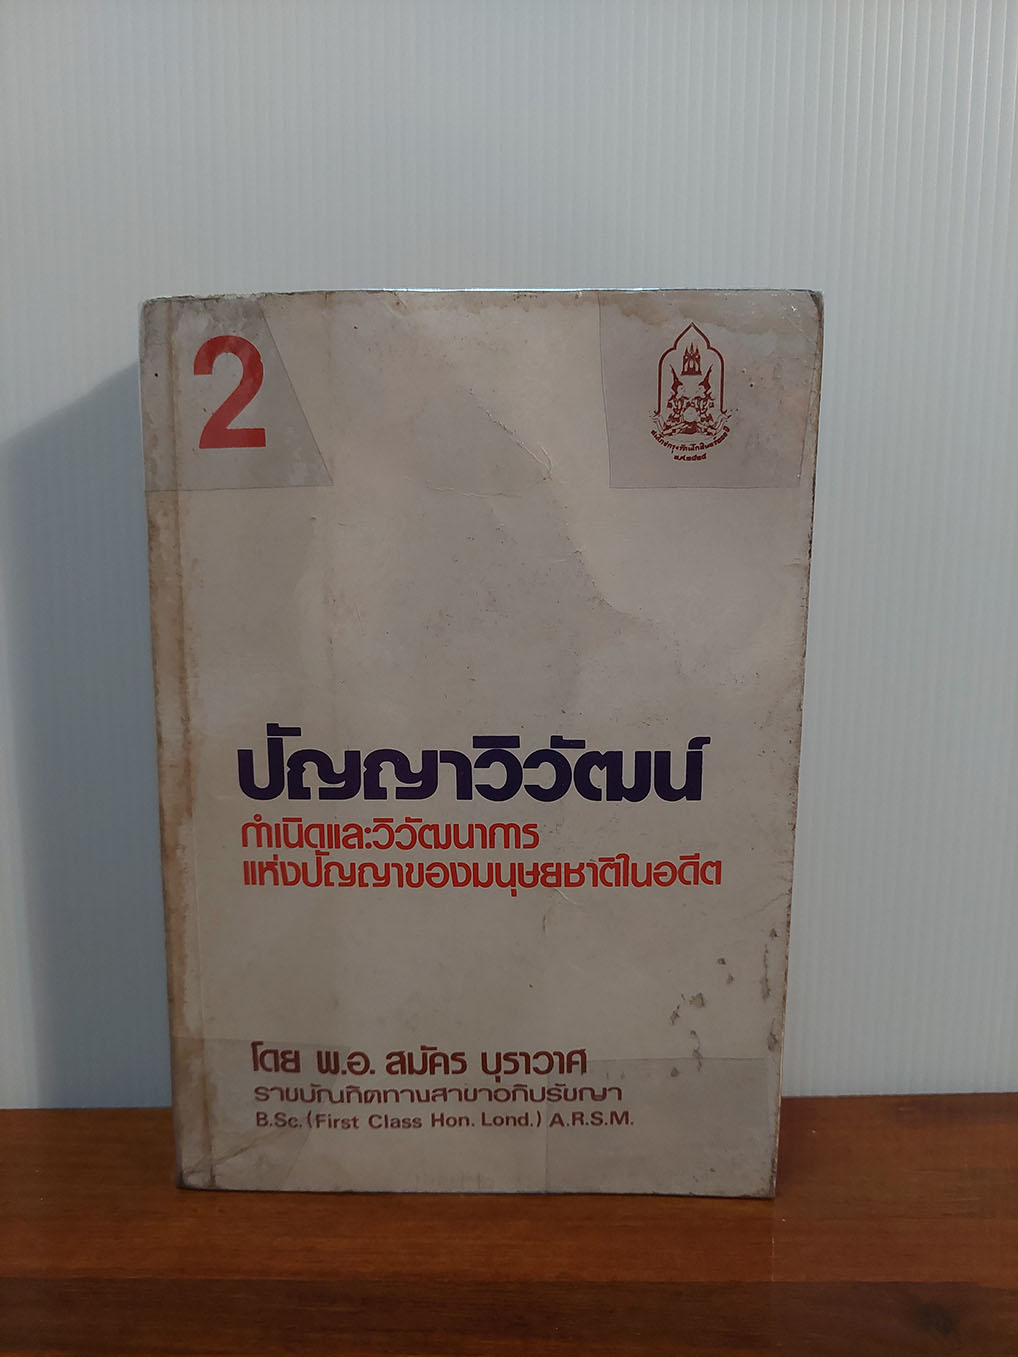 2
ปัญญาวิวัฒน์
กำเนิดและวิวัฒนาการ
แห่งปัญญาของมนุษยชาติในอดีต
โดย พ.อ. สมัคร บุราวาศ
ราชบัณฑิตทางสาขาอภิปรัชญา
B.Sc. (First Class Hon. Lond.) A.R.S.M.